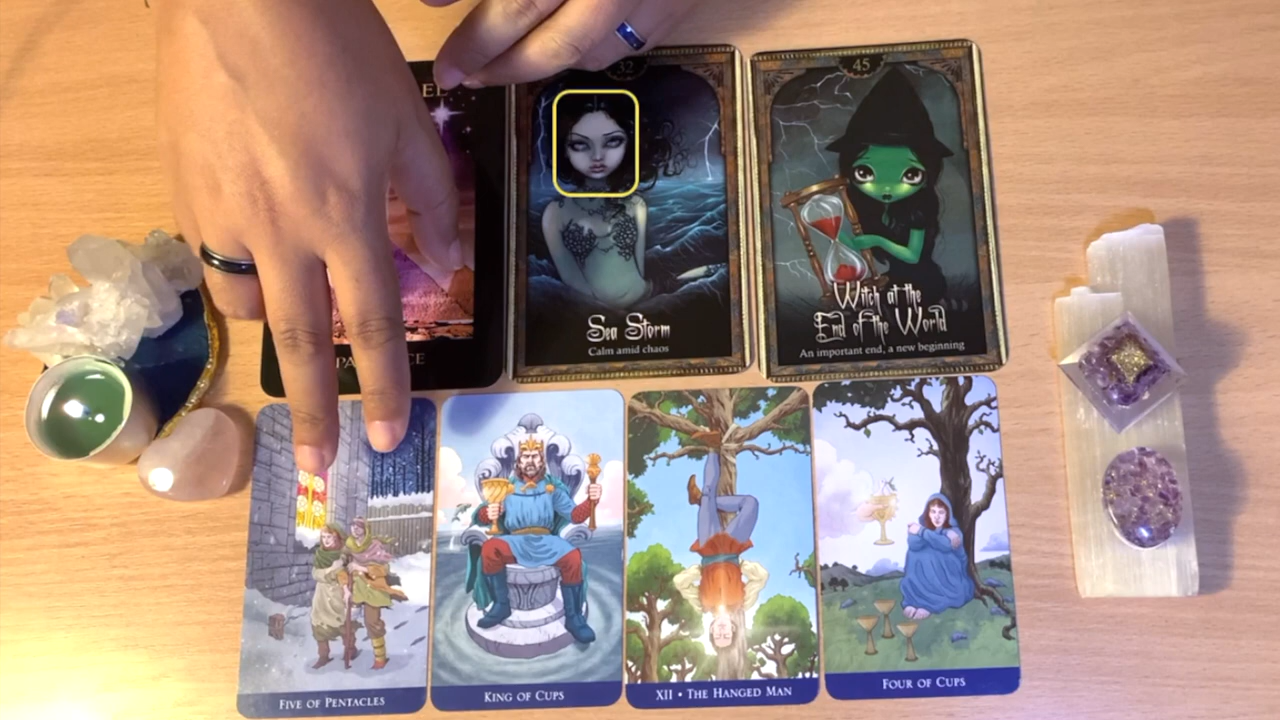 EL
32
45
Sea Storm
Calm amid chaos
Witch at the
End of the World
An important end, a new beginning
FIVE OF PENTACLES
KING OF CUPS
XII • THE HANGED MAN
FOUR OF CUPS